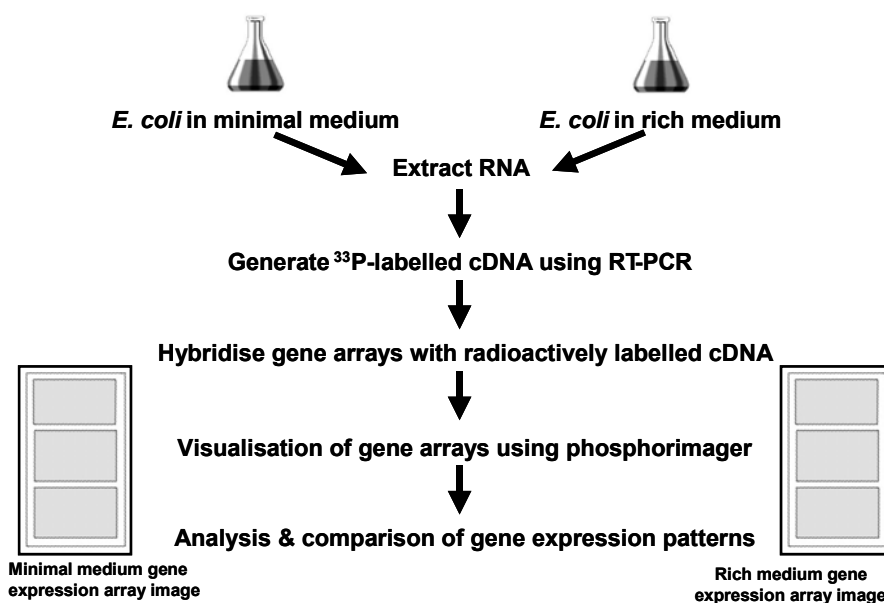 E. coli in minimal medium
E. coli in rich medium
Extract RNA
Generate ³³P-labelled cDNA using RT-PCR
Hybridise gene arrays with radioactively labelled cDNA
Visualisation of gene arrays using phosphorimager
Analysis & comparison of gene expression patterns
Minimal medium gene
expression array image
Rich medium gene
expression array image